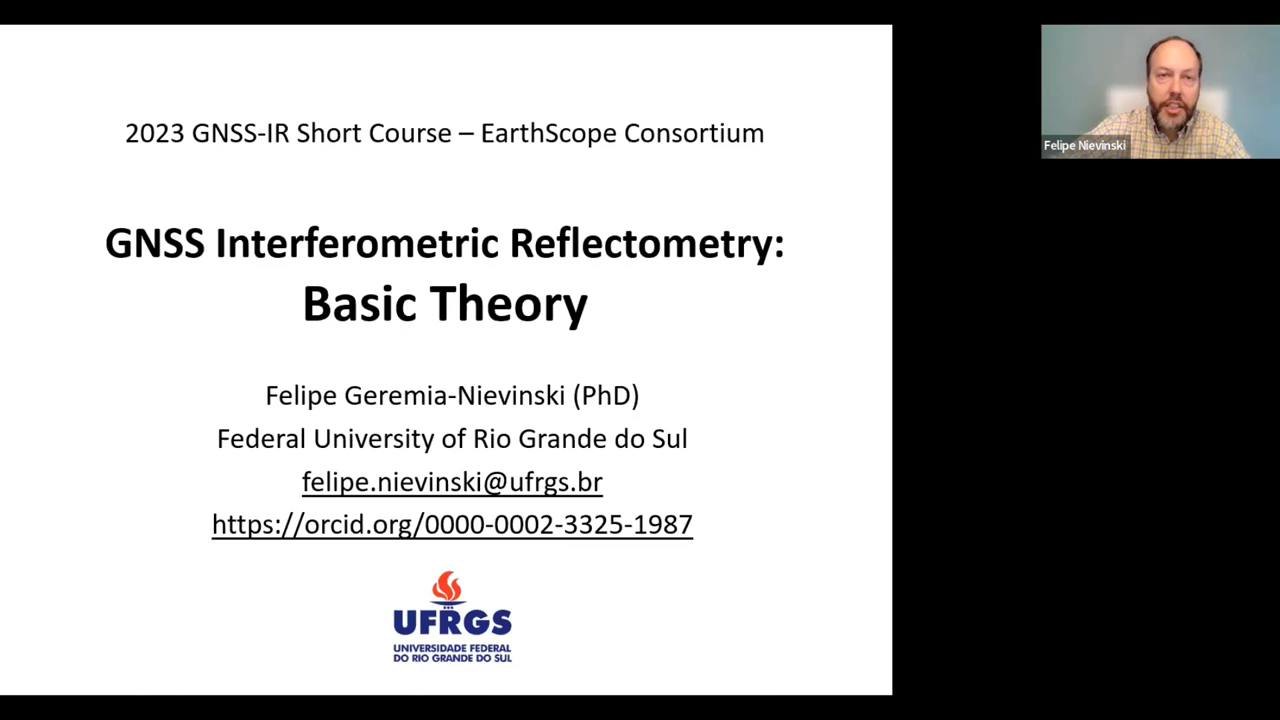 2023 GNSS-IR Short Course – EarthScope Consortium
GNSS Interferometric Reflectometry:
Basic Theory
Felipe Geremia-Nievinski (PhD)
Federal University of Rio Grande do Sul
felipe.nievinski@ufrgs.br
https://orcid.org/0000-0002-3325-1987
UFRGS
UNIVERSIDADE FEDERAL
DO RIO GRANDE DO SUL
Felipe Nievinski